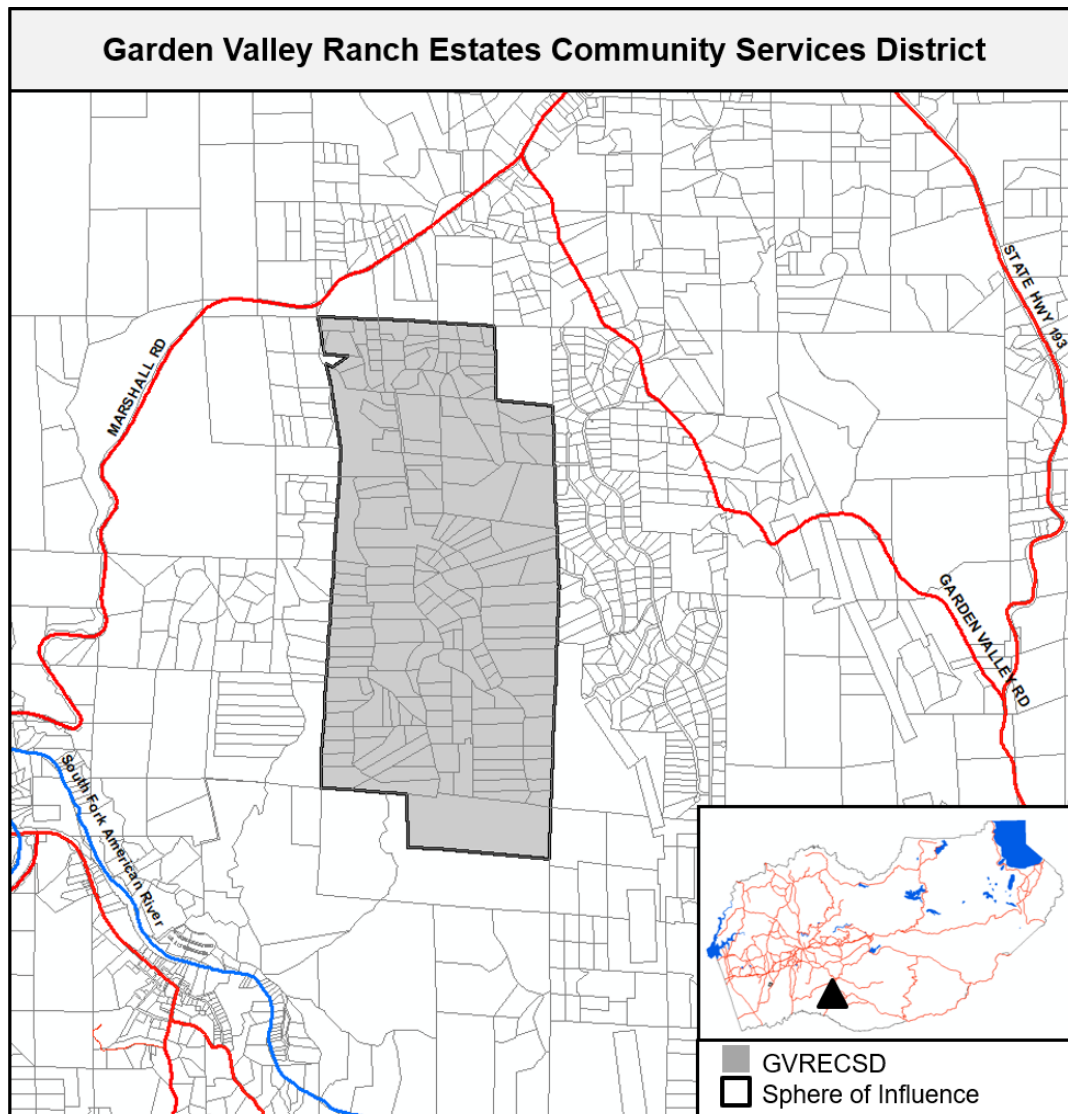 Garden Valley Ranch Estates Community Services District
STATE HWY 193
MARSHALL RD
GARDEN VALLEY RD
South Fork American River
GVRECSD
Sphere of Influence